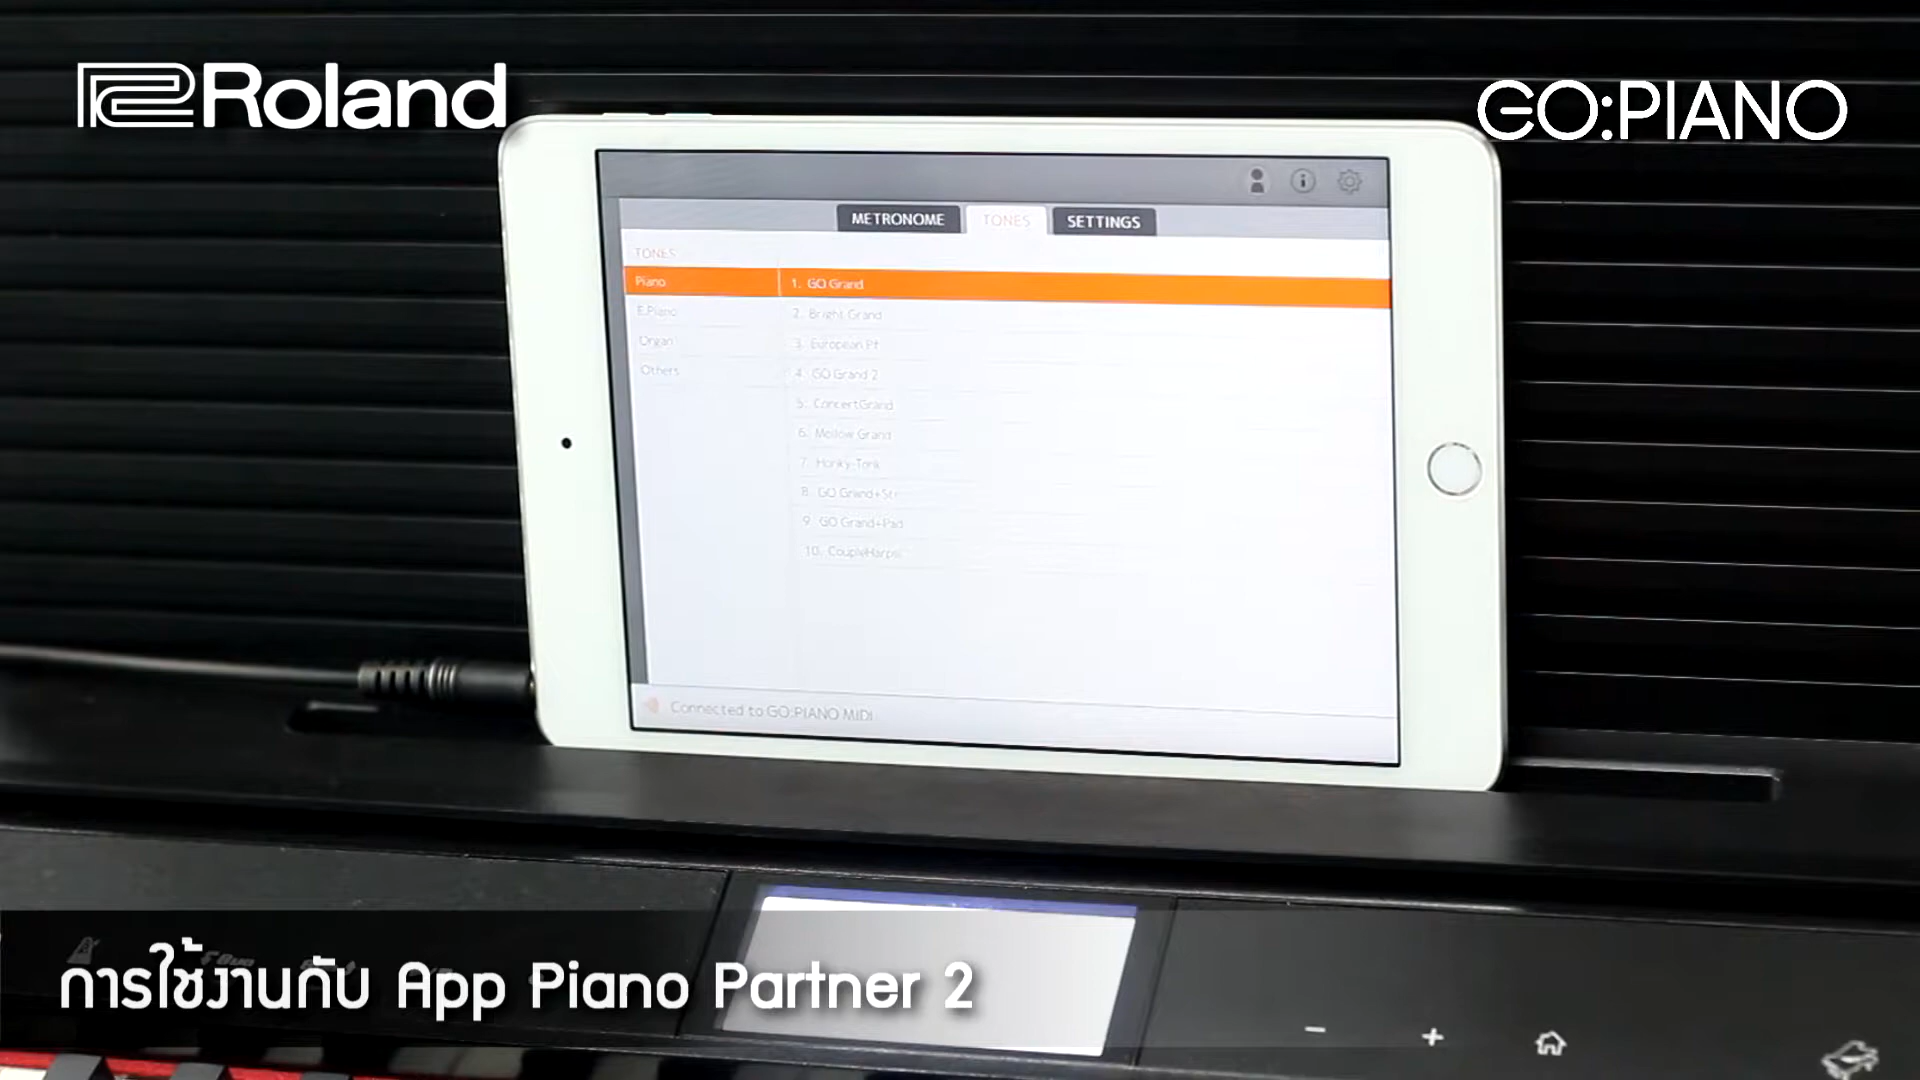 Roland
GO:PIANO
METRONOME
TONES
SETTINGS
TONES
Piano
1. GO Grand
E.Piano
2. Bright Grand
Organ
3. European Pf
Others
4. GO Grand 2
5. ConcertGrand
6. Mellow Grand
7. Honky-Tonk
8. GO Grand+Str
9. GO Grand+Pad
10. CoupleHarpsi
Connected to GO:PIANO MIDI
การใช้งานกับ App Piano Partner 2